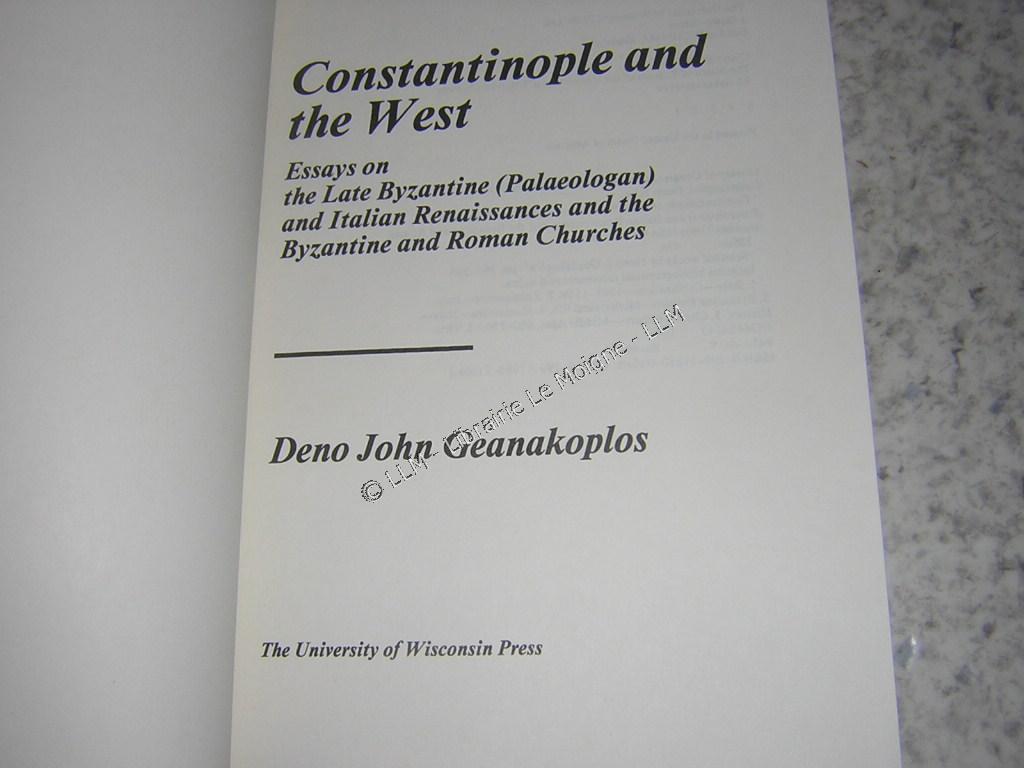 Constantinople and
the West
Essays on
the Late Byzantine (Palaeologan)
and Italian Renaissances and the
Byzantine and Roman Churches
Deno John Geanakoplos
© LLM - Librairie Le Moigne - LLM
The University of Wisconsin Press